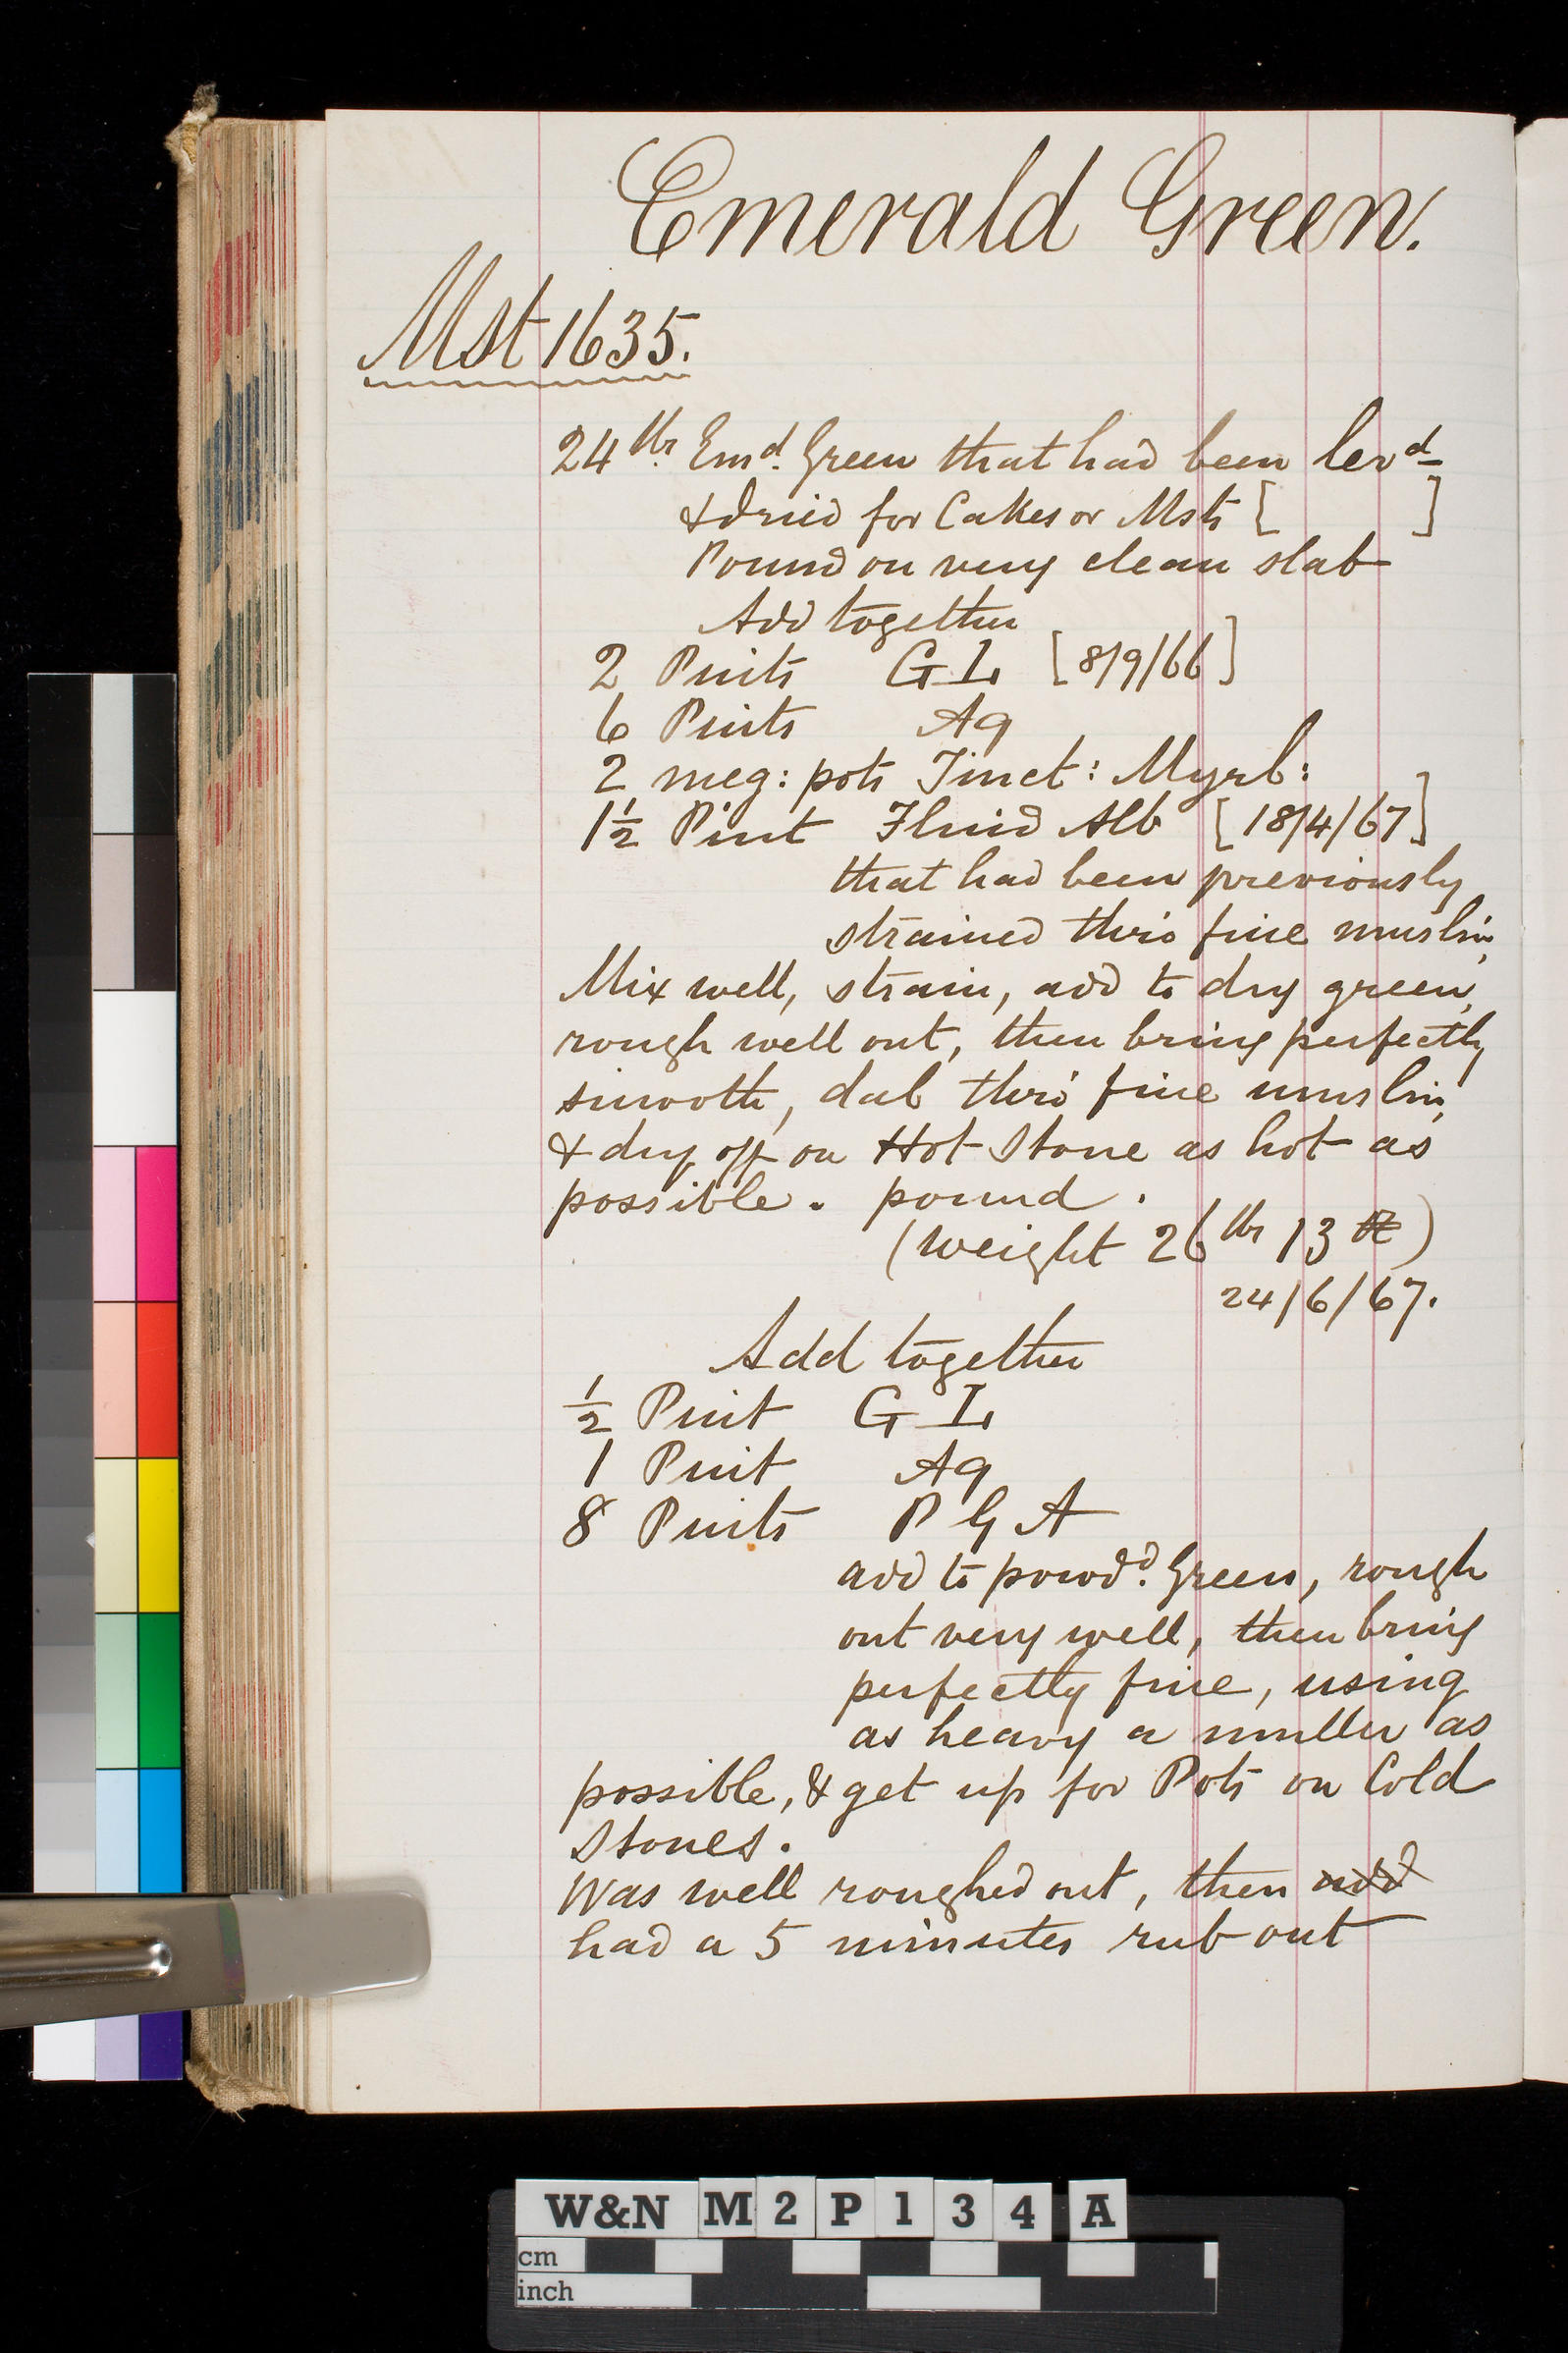 Emerald Green.
Mst 1635.
24 lbs Emd. Green that had been levd
& dried for Cakes or Msts [ ]
Pound on very clean slab
Add together
2 Pints G L [8/9/66]
6 Pints Aq
2 meg: pots Tinct: Myrb:
1½ Pint Fluid Alb [18/4/67]
that had been previously
strained thro' fine muslin,
Mix well, strain, add to dry green,
rough well out, then bring perfectly
smooth, dab thro' fine muslin,
& dry off on Hot Stone as hot as
possible. pound.
(weight 26 lbs 13 oz)
24/6/67.
Add together
½ Pint G L
1 Pint Aq
8 Pints P G A
add to powdd. Green, rough
out very well, then bring
perfectly fine, using
as heavy a muller as
possible, & get up for Pots on Cold
Stones.
Was well roughed out, then add
had a 5 minutes rub out
W&N M2P134A
cm
inch